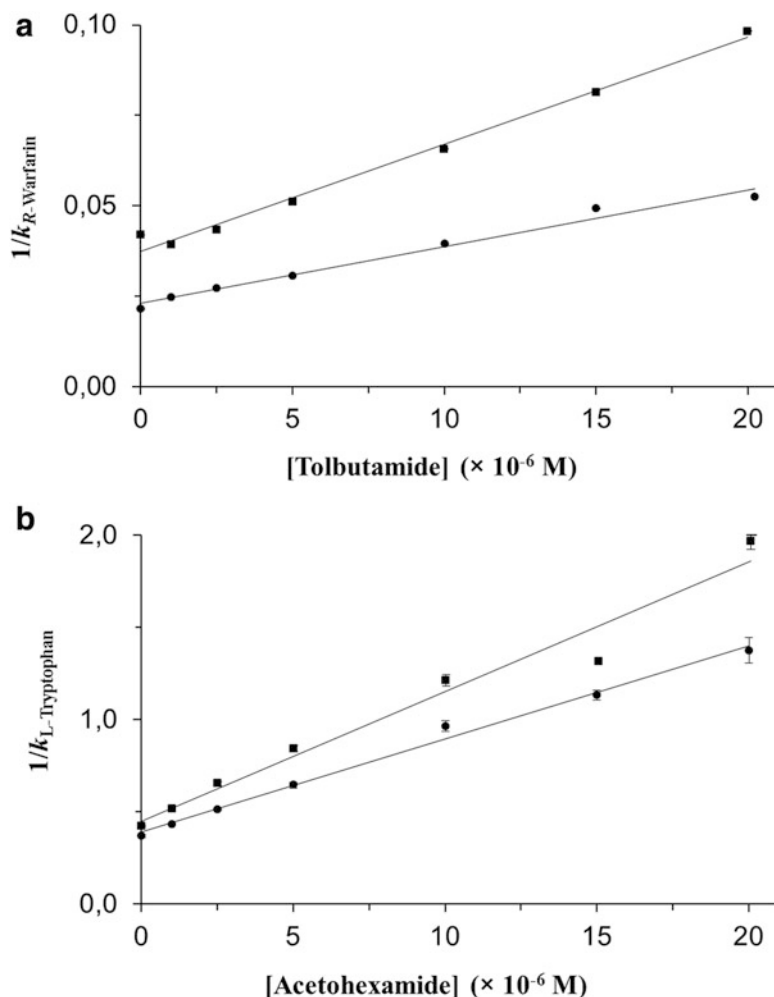 a
0,10
0,05
0,00
1/kR-Warfarin
0 5 10 15 20
[Tolbutamide] (× 10-6 M)
b
2,0
1,0
0,0
1/kL-Tryptophan
0 5 10 15 20
[Acetohexamide] (× 10-6 M)